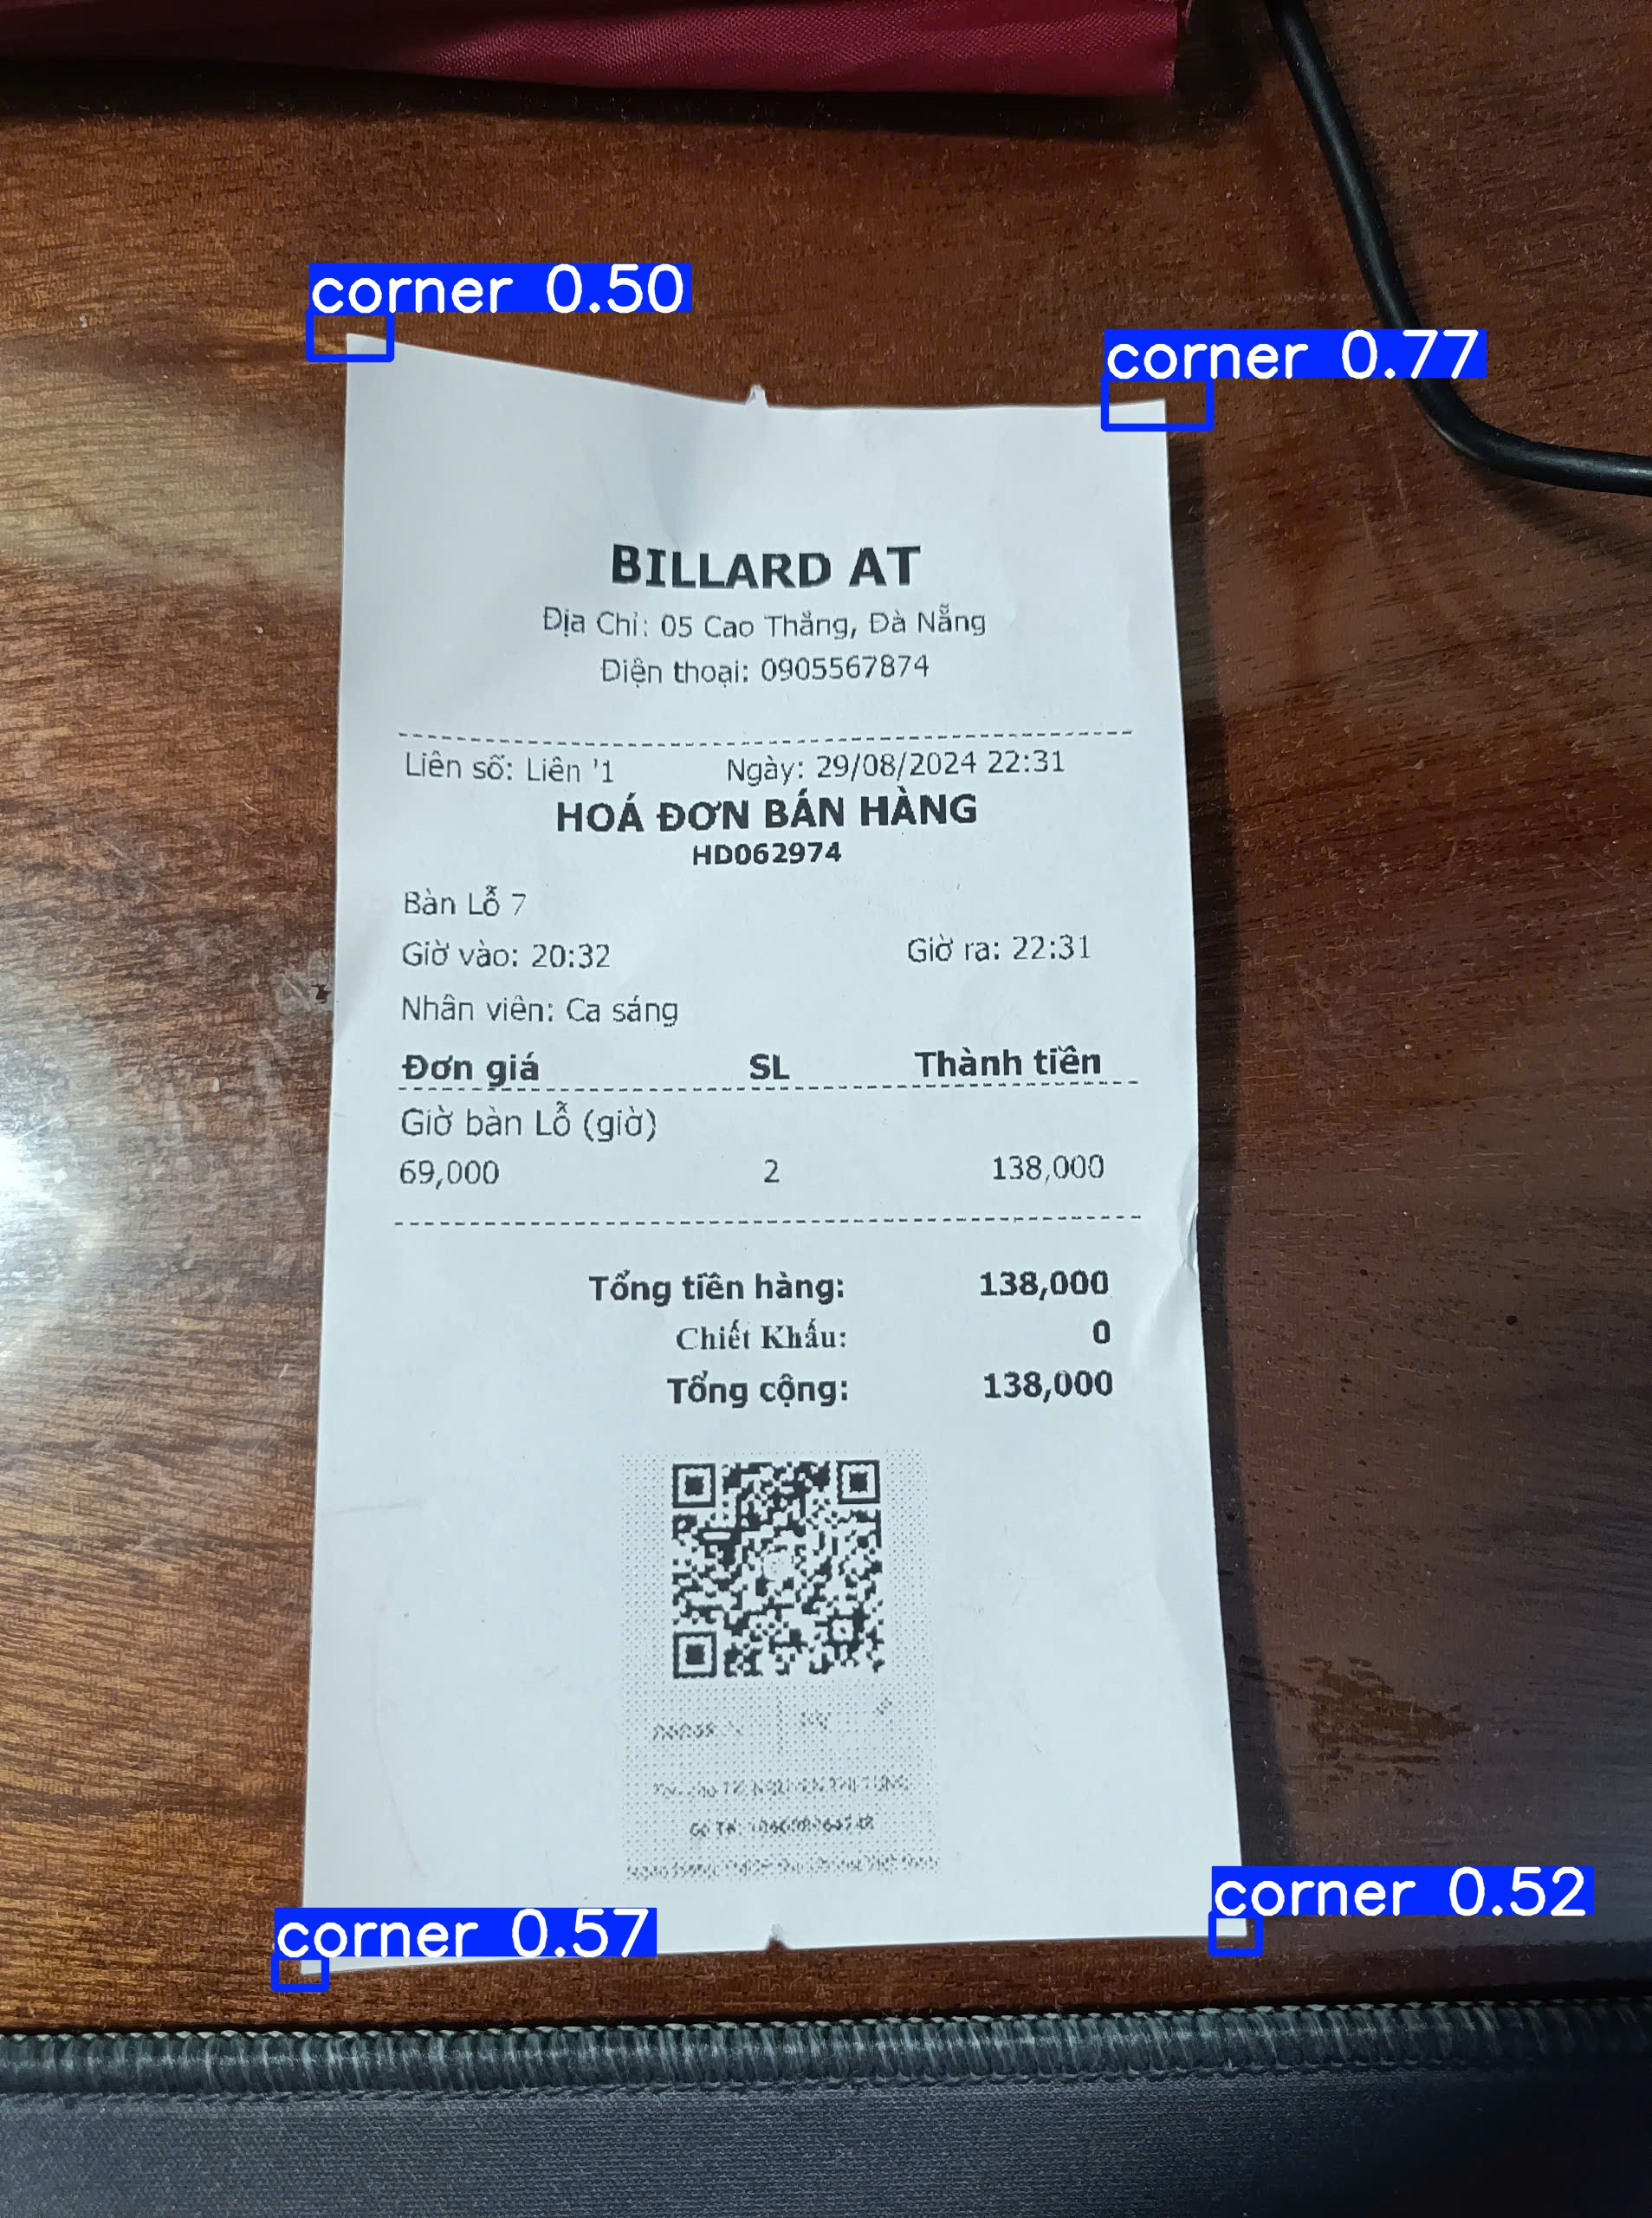 corner 0.50
corner 0.77
BILLARD AT
Địa Chỉ: 05 Cao Thắng, Đà Nẵng
Điện thoại: 0905567874
Liên số: Liên '1 Ngày: 29/08/2024 22:31
HOÁ ĐƠN BÁN HÀNG
HD062974
Bàn Lỗ 7
Giờ vào: 20:32 Giờ ra: 22:31
Nhân viên: Ca sáng
Đơn giá SL Thành tiền
Giờ bàn Lỗ (giờ)
69,000 2 138,000
Tổng tiền hàng: 138,000
Chiết Khấu: 0
Tổng cộng: 138,000
corner 0.52
corner 0.57